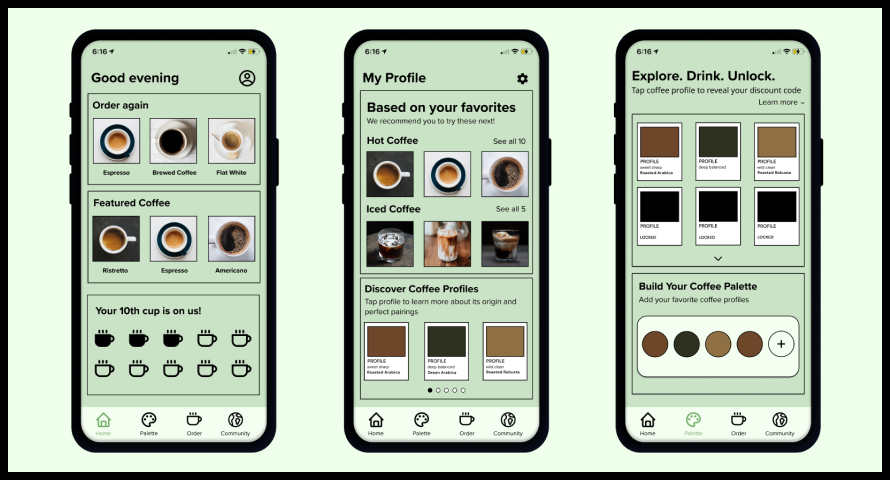 6:16
Good evening
Order again
Espresso
Brewed Coffee
Flat White
Featured Coffee
Ristretto
Espresso
Americano
Your 10th cup is on us!
Home
Palette
Order
Community
6:16
My Profile
Based on your favorites
We recommend you to try these next!
Hot Coffee
See all 10
Iced Coffee
See all 5
Discover Coffee Profiles
Tap profile to learn more about its origin and
perfect pairings
PROFILE
sweet sharp
Roasted Arabica
PROFILE
deep balanced
Green Arabica
PROFILE
wild clean
Roasted Robusta
Home
Palette
Order
Community
6:16
Explore. Drink. Unlock.
Tap coffee profile to reveal your discount code
Learn more
PROFILE
sweet sharp
Roasted Arabica
PROFILE
deep balanced
PROFILE
wild clean
Roasted Robusta
PROFILE
LOCKED
PROFILE
LOCKED
PROFILE
LOCKED
Build Your Coffee Palette
Add your favorite coffee profiles
Home
Palette
Order
Community